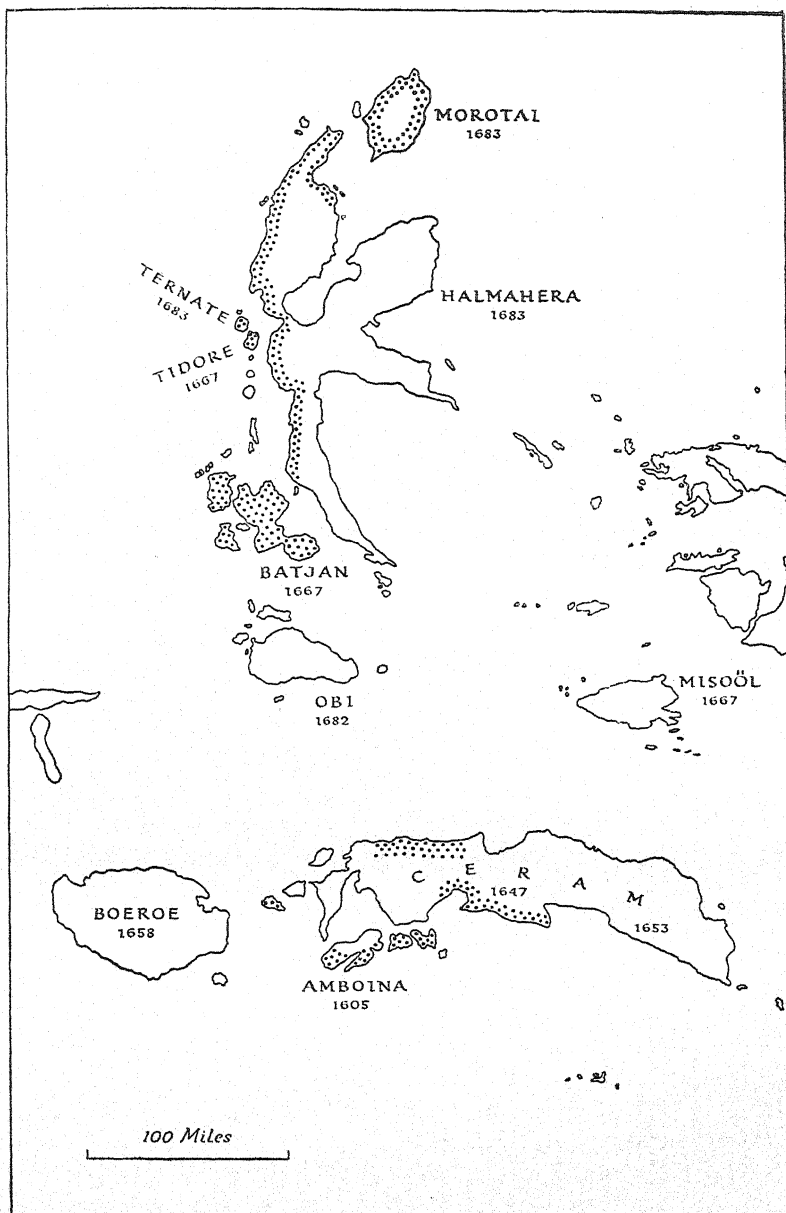 MOROTAI
1683
TERNATE
1683
HALMAHERA
1683
TIDORE
1667
BATJAN
1667
MISOÖL
1667
OBI
1682
CERAM
1647
1653
BOEROE
1658
AMBOINA
1605
100 Miles